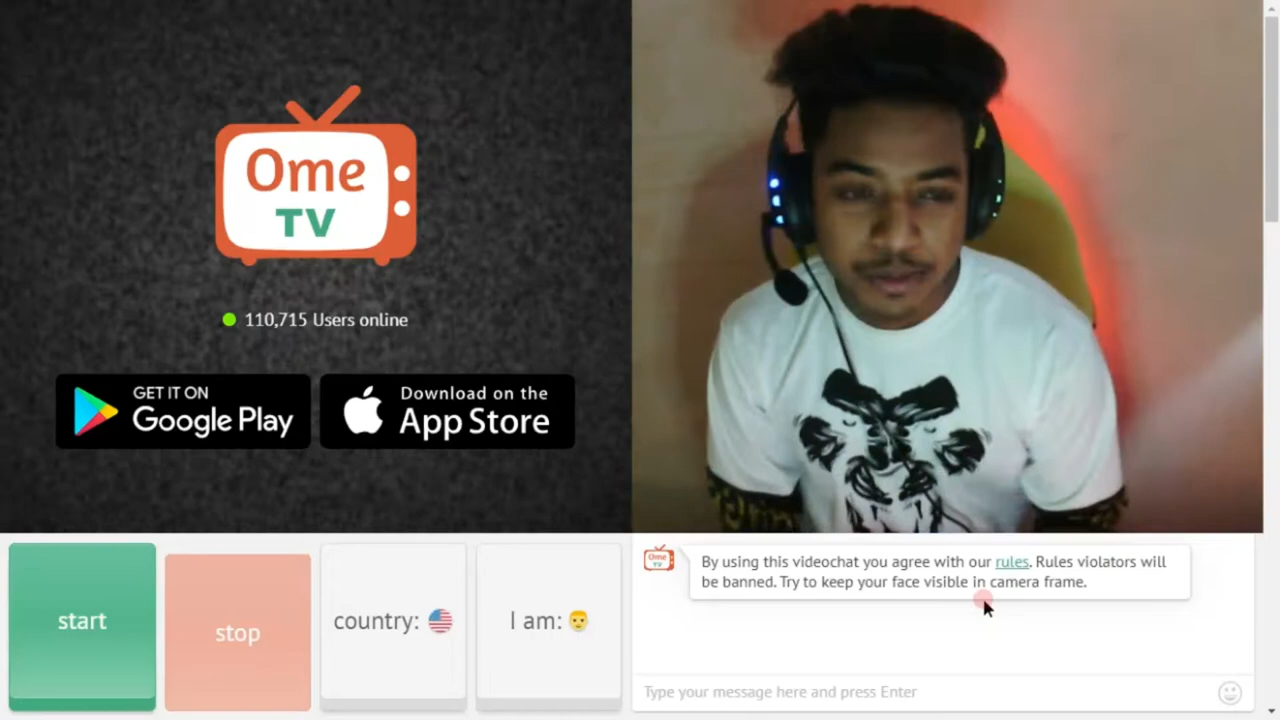 Ome
TV
110,715 Users online
GET IT ON
Google Play
Download on the
App Store
start
stop
country:
I am:
Ome
TV
By using this videochat you agree with our rules. Rules violators will
be banned. Try to keep your face visible in camera frame.
Type your message here and press Enter